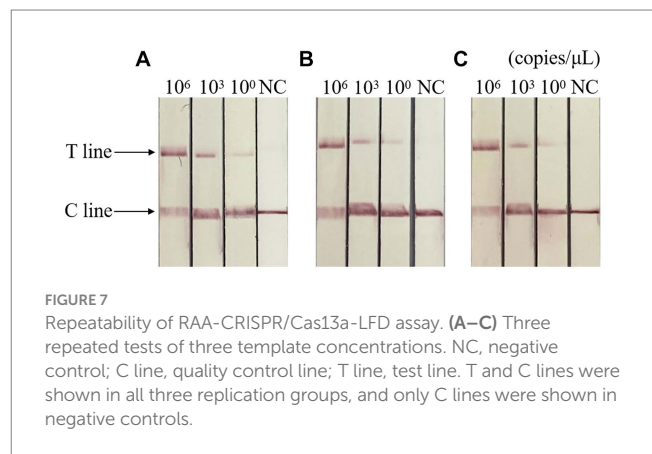 A B C (copies/μL)
10⁶ 10³ 10⁰ NC 10⁶ 10³ 10⁰ NC 10⁶ 10³ 10⁰ NC
T line
C line
FIGURE 7
Repeatability of RAA-CRISPR/Cas13a-LFD assay. (A–C) Three
repeated tests of three template concentrations. NC, negative
control; C line, quality control line; T line, test line. T and C lines were
shown in all three replication groups, and only C lines were shown in
negative controls.